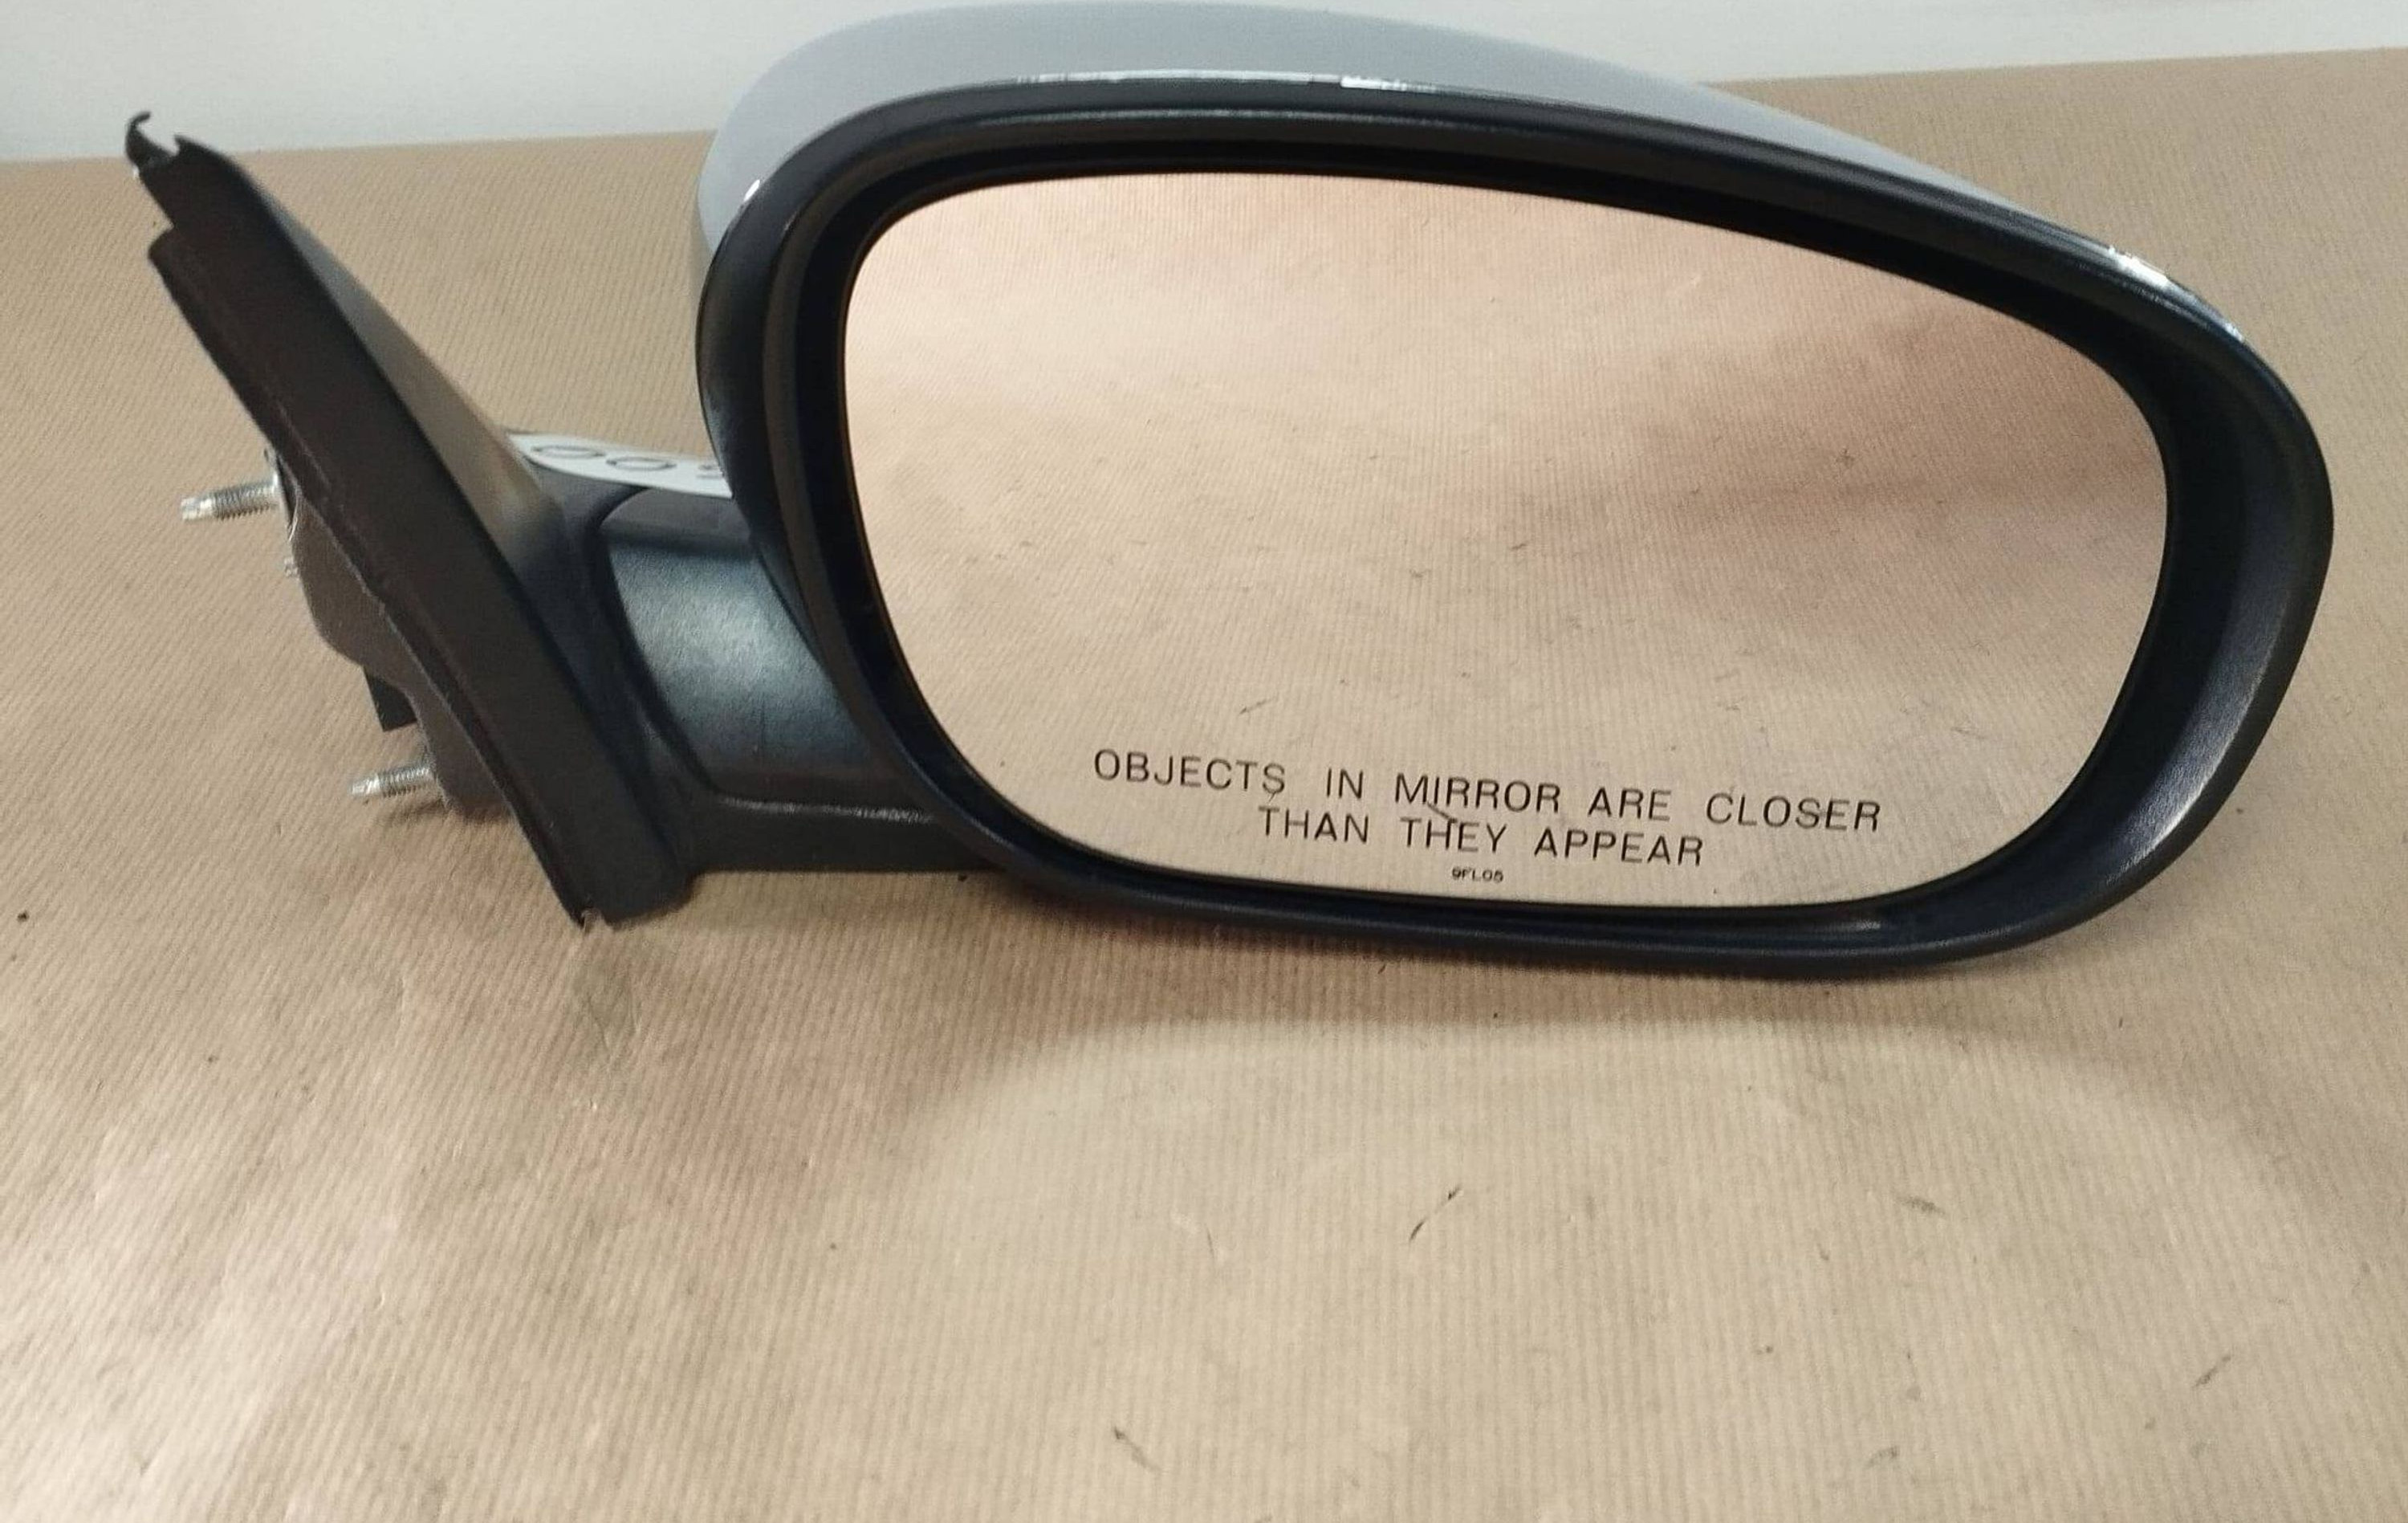 OBJECTS IN MIRROR ARE CLOSER
THAN THEY APPEAR
9FL05